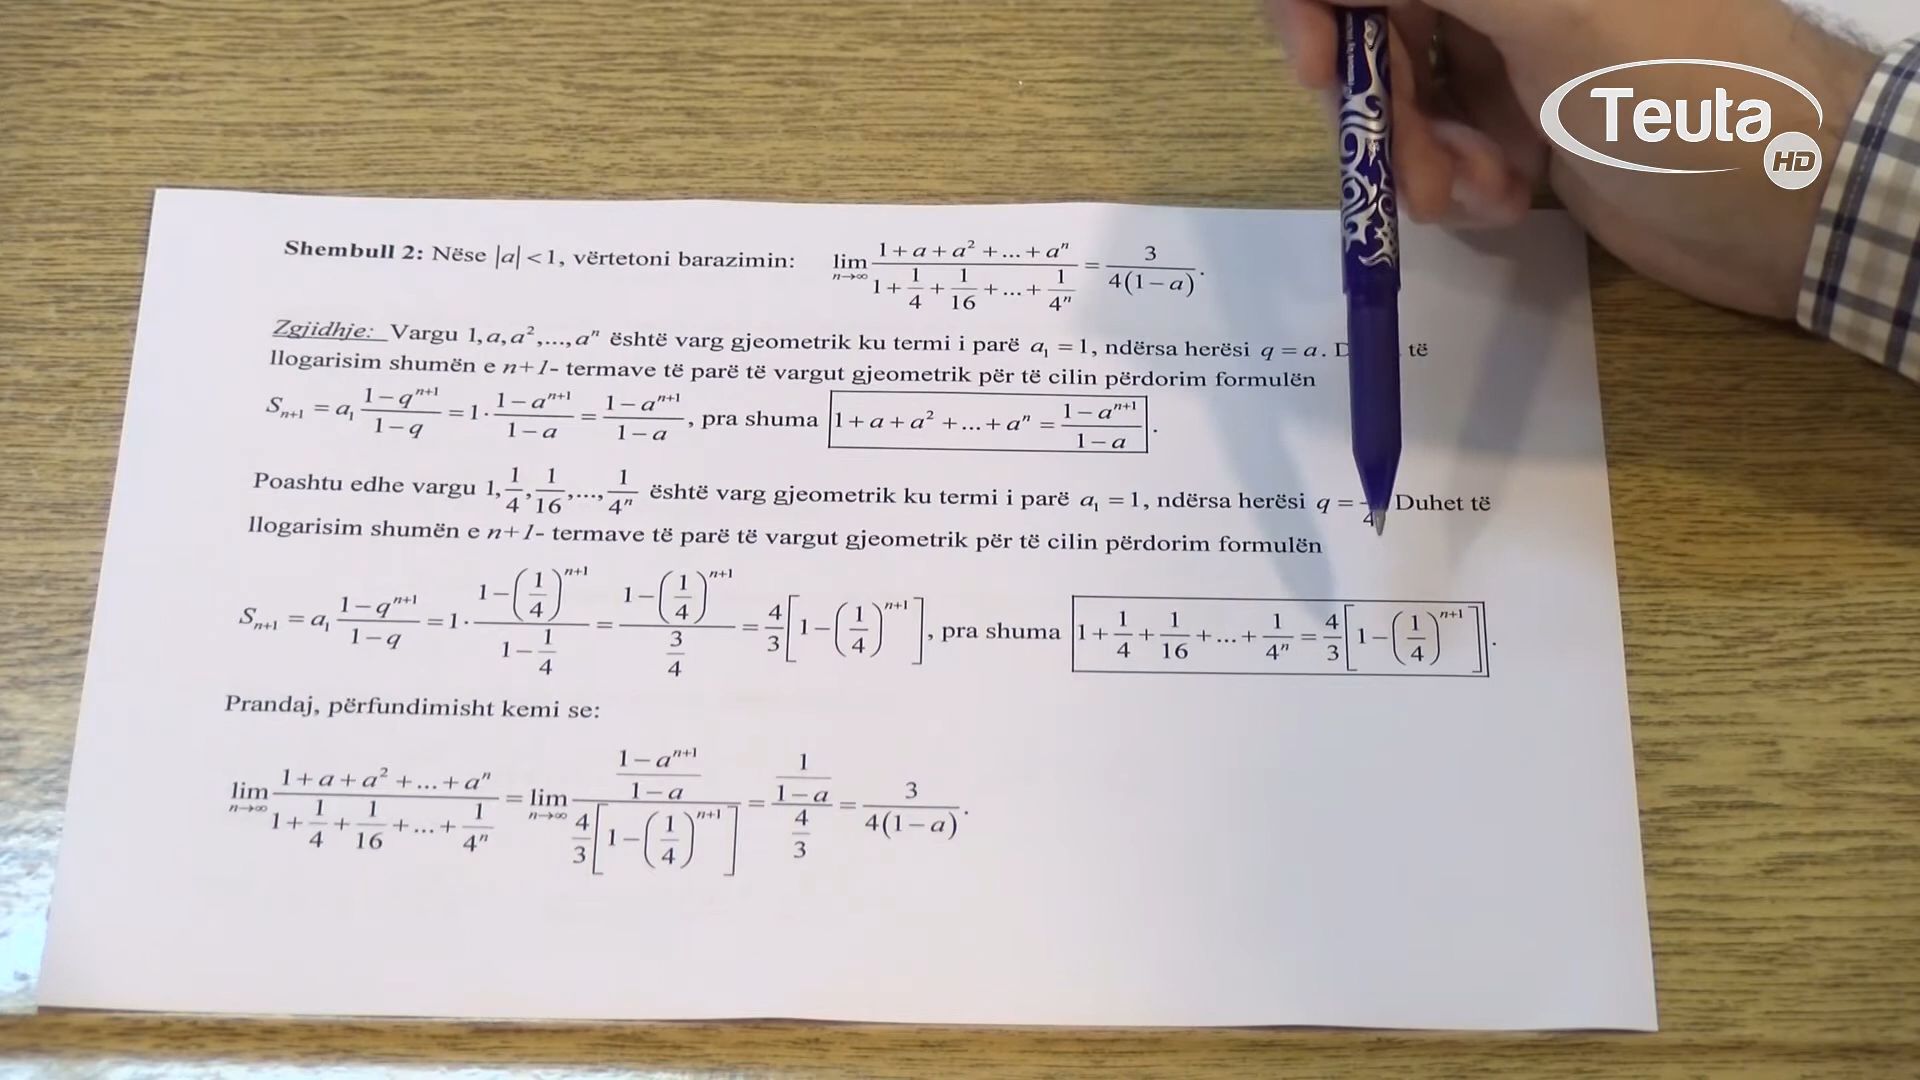 Teuta HD
Shembull 2: Nëse |a| < 1, vërtetoni barazimin: lim_{n→∞} (1 + a + a² + ... + aⁿ)/(1 + 1/4 + 1/16 + ... + 1/4ⁿ) = 3/(4(1 − a)).
Zgjidhje: Vargu 1, a, a², ..., aⁿ është varg gjeometrik ku termi i parë a₁ = 1, ndërsa herësi q = a. të
llogarisim shumën e n+1- termave të parë të vargut gjeometrik për të cilin përdorim formulën
S_{n+1} = a₁ (1 − q^{n+1})/(1 − q) = 1 · (1 − a^{n+1})/(1 − a) = (1 − a^{n+1})/(1 − a), pra shuma 1 + a + a² + ... + aⁿ = (1 − a^{n+1})/(1 − a).
Poashtu edhe vargu 1, 1/4, 1/16, ..., 1/4ⁿ është varg gjeometrik ku termi i parë a₁ = 1, ndërsa herësi q = /4 Duhet të
llogarisim shumën e n+1- termave të parë të vargut gjeometrik për të cilin përdorim formulën
S_{n+1} = a₁ (1 − q^{n+1})/(1 − q) = 1 · (1 − (1/4)^{n+1})/(1 − 1/4) = (1 − (1/4)^{n+1})/(3/4) = 4/3 [1 − (1/4)^{n+1}], pra shuma 1 + 1/4 + 1/16 + ... + 1/4ⁿ = 4/3 [1 − (1/4)^{n+1}].
Prandaj, përfundimisht kemi se:
lim_{n→∞} (1 + a + a² + ... + aⁿ)/(1 + 1/4 + 1/16 + ... + 1/4ⁿ) = lim_{n→∞} ((1 − a^{n+1})/(1 − a))/(4/3 [1 − (1/4)^{n+1}]) = (1/(1 − a))/(4/3) = 3/(4(1 − a)).